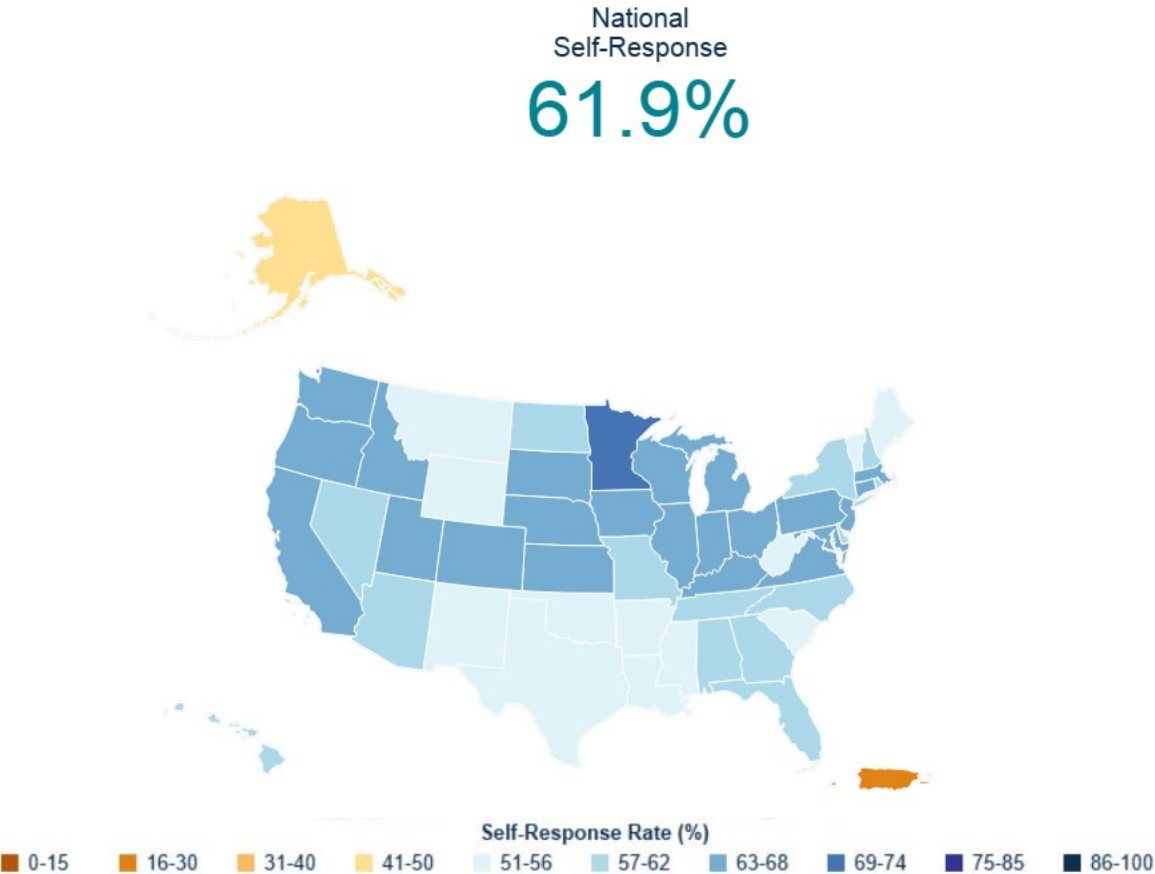 National
Self-Response
61.9%
Self-Response Rate (%)
0-15 16-30 31-40 41-50 51-56 57-62 63-68 69-74 75-85 86-100